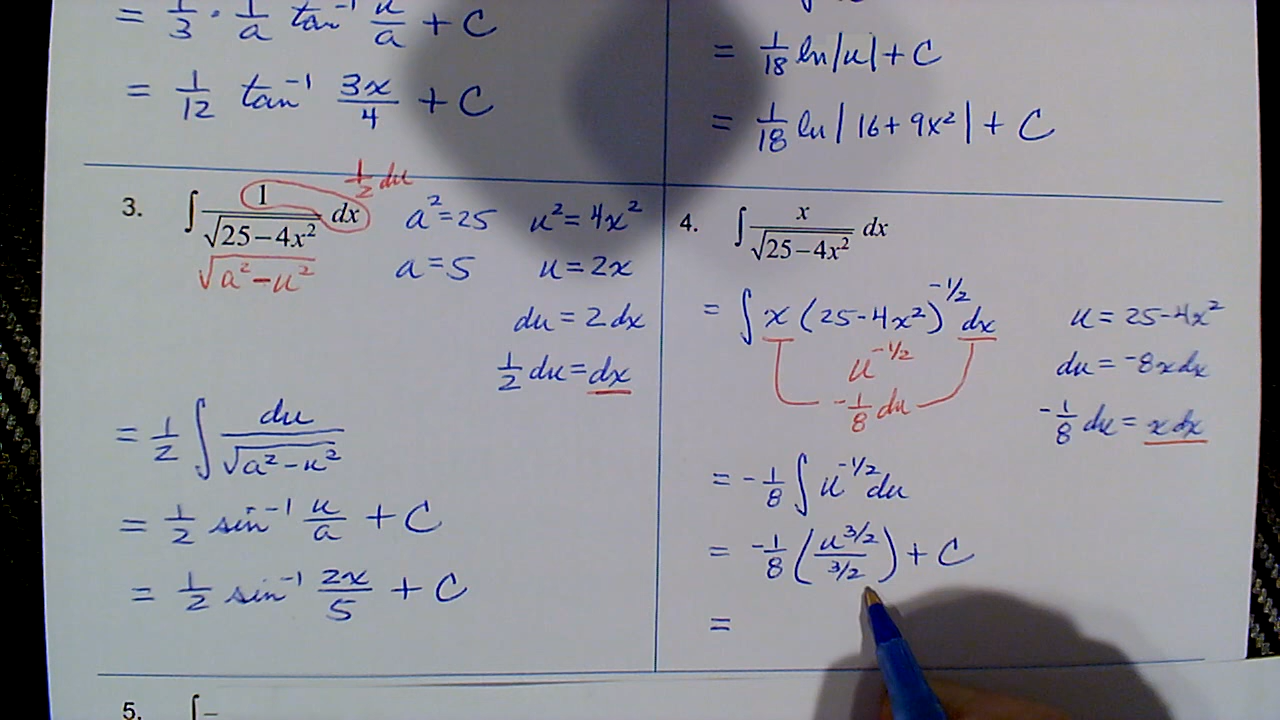 = 1/3 · 1/a tan⁻¹ u/a + C
= 1/12 tan⁻¹ 3x/4 + C
= 1/18 ln|u| + C
= 1/18 ln|16 + 9x²| + C
3. ∫ 1/√(25 − 4x²) dx
1/2 du
√(a² − u²)
a² = 25
a = 5
u² = 4x²
u = 2x
du = 2 dx
1/2 du = dx
= 1/2 ∫ du/√(a² − u²)
= 1/2 sin⁻¹ u/a + C
= 1/2 sin⁻¹ 2x/5 + C
4. ∫ x/√(25 − 4x²) dx
= ∫ x (25 − 4x²)^(−1/2) dx
u^(−1/2)
−1/8 du
u = 25 − 4x²
du = −8x dx
−1/8 du = x dx
= −1/8 ∫ u^(−1/2) du
= −1/8 (u^(3/2)/(3/2)) + C
=
5. ∫